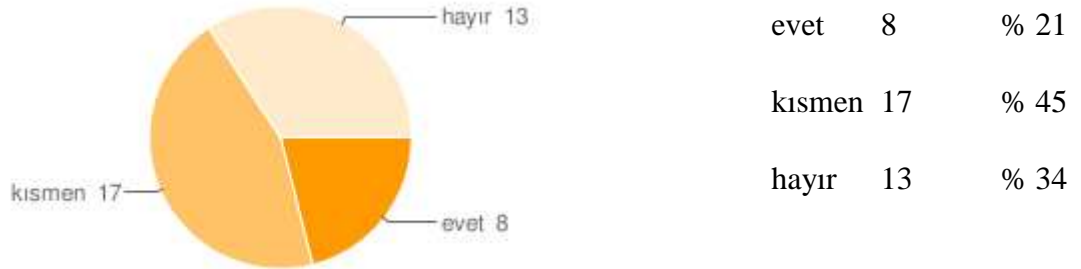 hayır 13
kısmen 17
evet 8
evet 8 % 21
kısmen 17 % 45
hayır 13 % 34